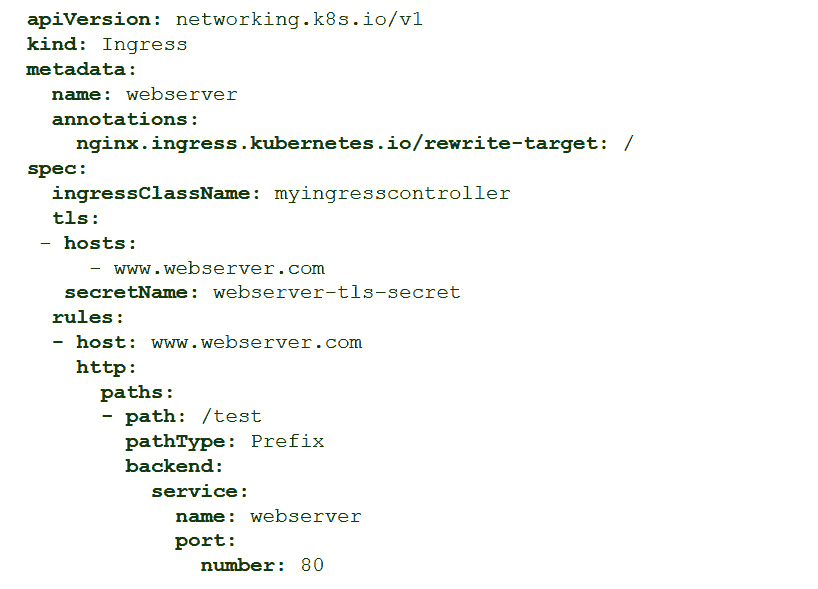 apiVersion: networking.k8s.io/v1
kind: Ingress
metadata:
  name: webserver
  annotations:
    nginx.ingress.kubernetes.io/rewrite-target: /
spec:
  ingressClassName: myingresscontroller
  tls:
 - hosts:
     - www.webserver.com
   secretName: webserver-tls-secret
  rules:
  - host: www.webserver.com
    http:
      paths:
      - path: /test
        pathType: Prefix
        backend:
          service:
            name: webserver
            port:
              number: 80